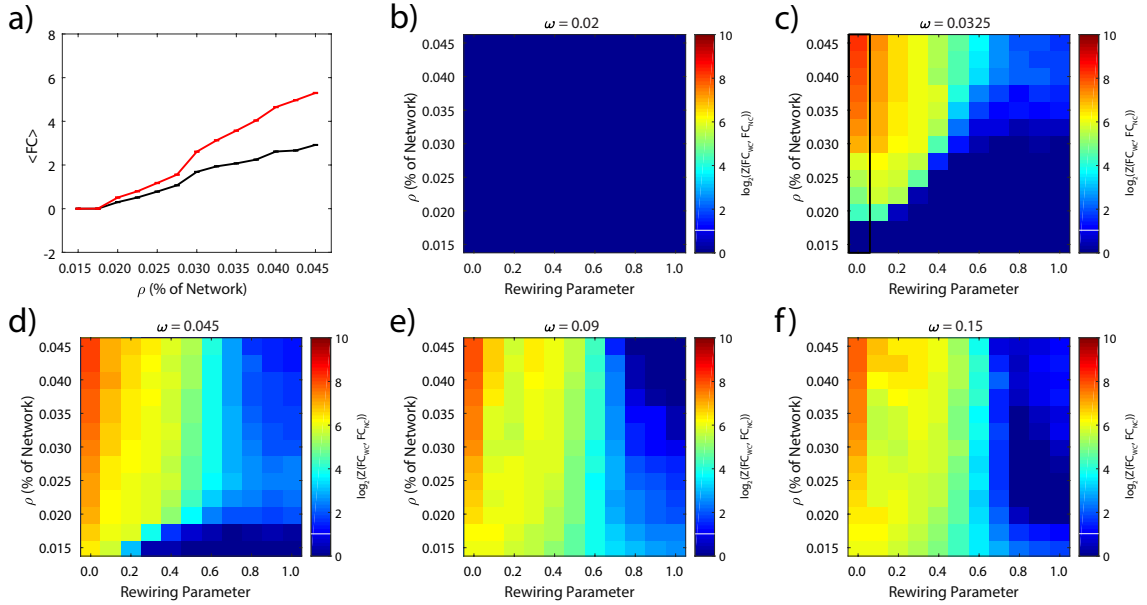 a)
8
6
4
2
0
-2
<FC>
0.015 0.020 0.025 0.030 0.035 0.040 0.045
ρ (% of Network)
b)
ω = 0.02
0.045
0.040
0.035
0.030
0.025
0.020
0.015
ρ (% of Network)
0.0 0.2 0.4 0.6 0.8 1.0
Rewiring Parameter
10
8
6
4
2
0
log₂(Z(FC_WC, FC_NC))
c)
ω = 0.0325
0.045
0.040
0.035
0.030
0.025
0.020
0.015
ρ (% of Network)
0.0 0.2 0.4 0.6 0.8 1.0
Rewiring Parameter
10
8
6
4
2
0
log₂(Z(FC_WC, FC_NC))
d)
ω = 0.045
0.045
0.040
0.035
0.030
0.025
0.020
0.015
ρ (% of Network)
0.0 0.2 0.4 0.6 0.8 1.0
Rewiring Parameter
10
8
6
4
2
0
log₂(Z(FC_WC, FC_NC))
e)
ω = 0.09
0.045
0.040
0.035
0.030
0.025
0.020
0.015
ρ (% of Network)
0.0 0.2 0.4 0.6 0.8 1.0
Rewiring Parameter
10
8
6
4
2
0
log₂(Z(FC_WC, FC_NC))
f)
ω = 0.15
0.045
0.040
0.035
0.030
0.025
0.020
0.015
ρ (% of Network)
0.0 0.2 0.4 0.6 0.8 1.0
Rewiring Parameter
10
8
6
4
2
0
log₂(Z(FC_WC, FC_NC))